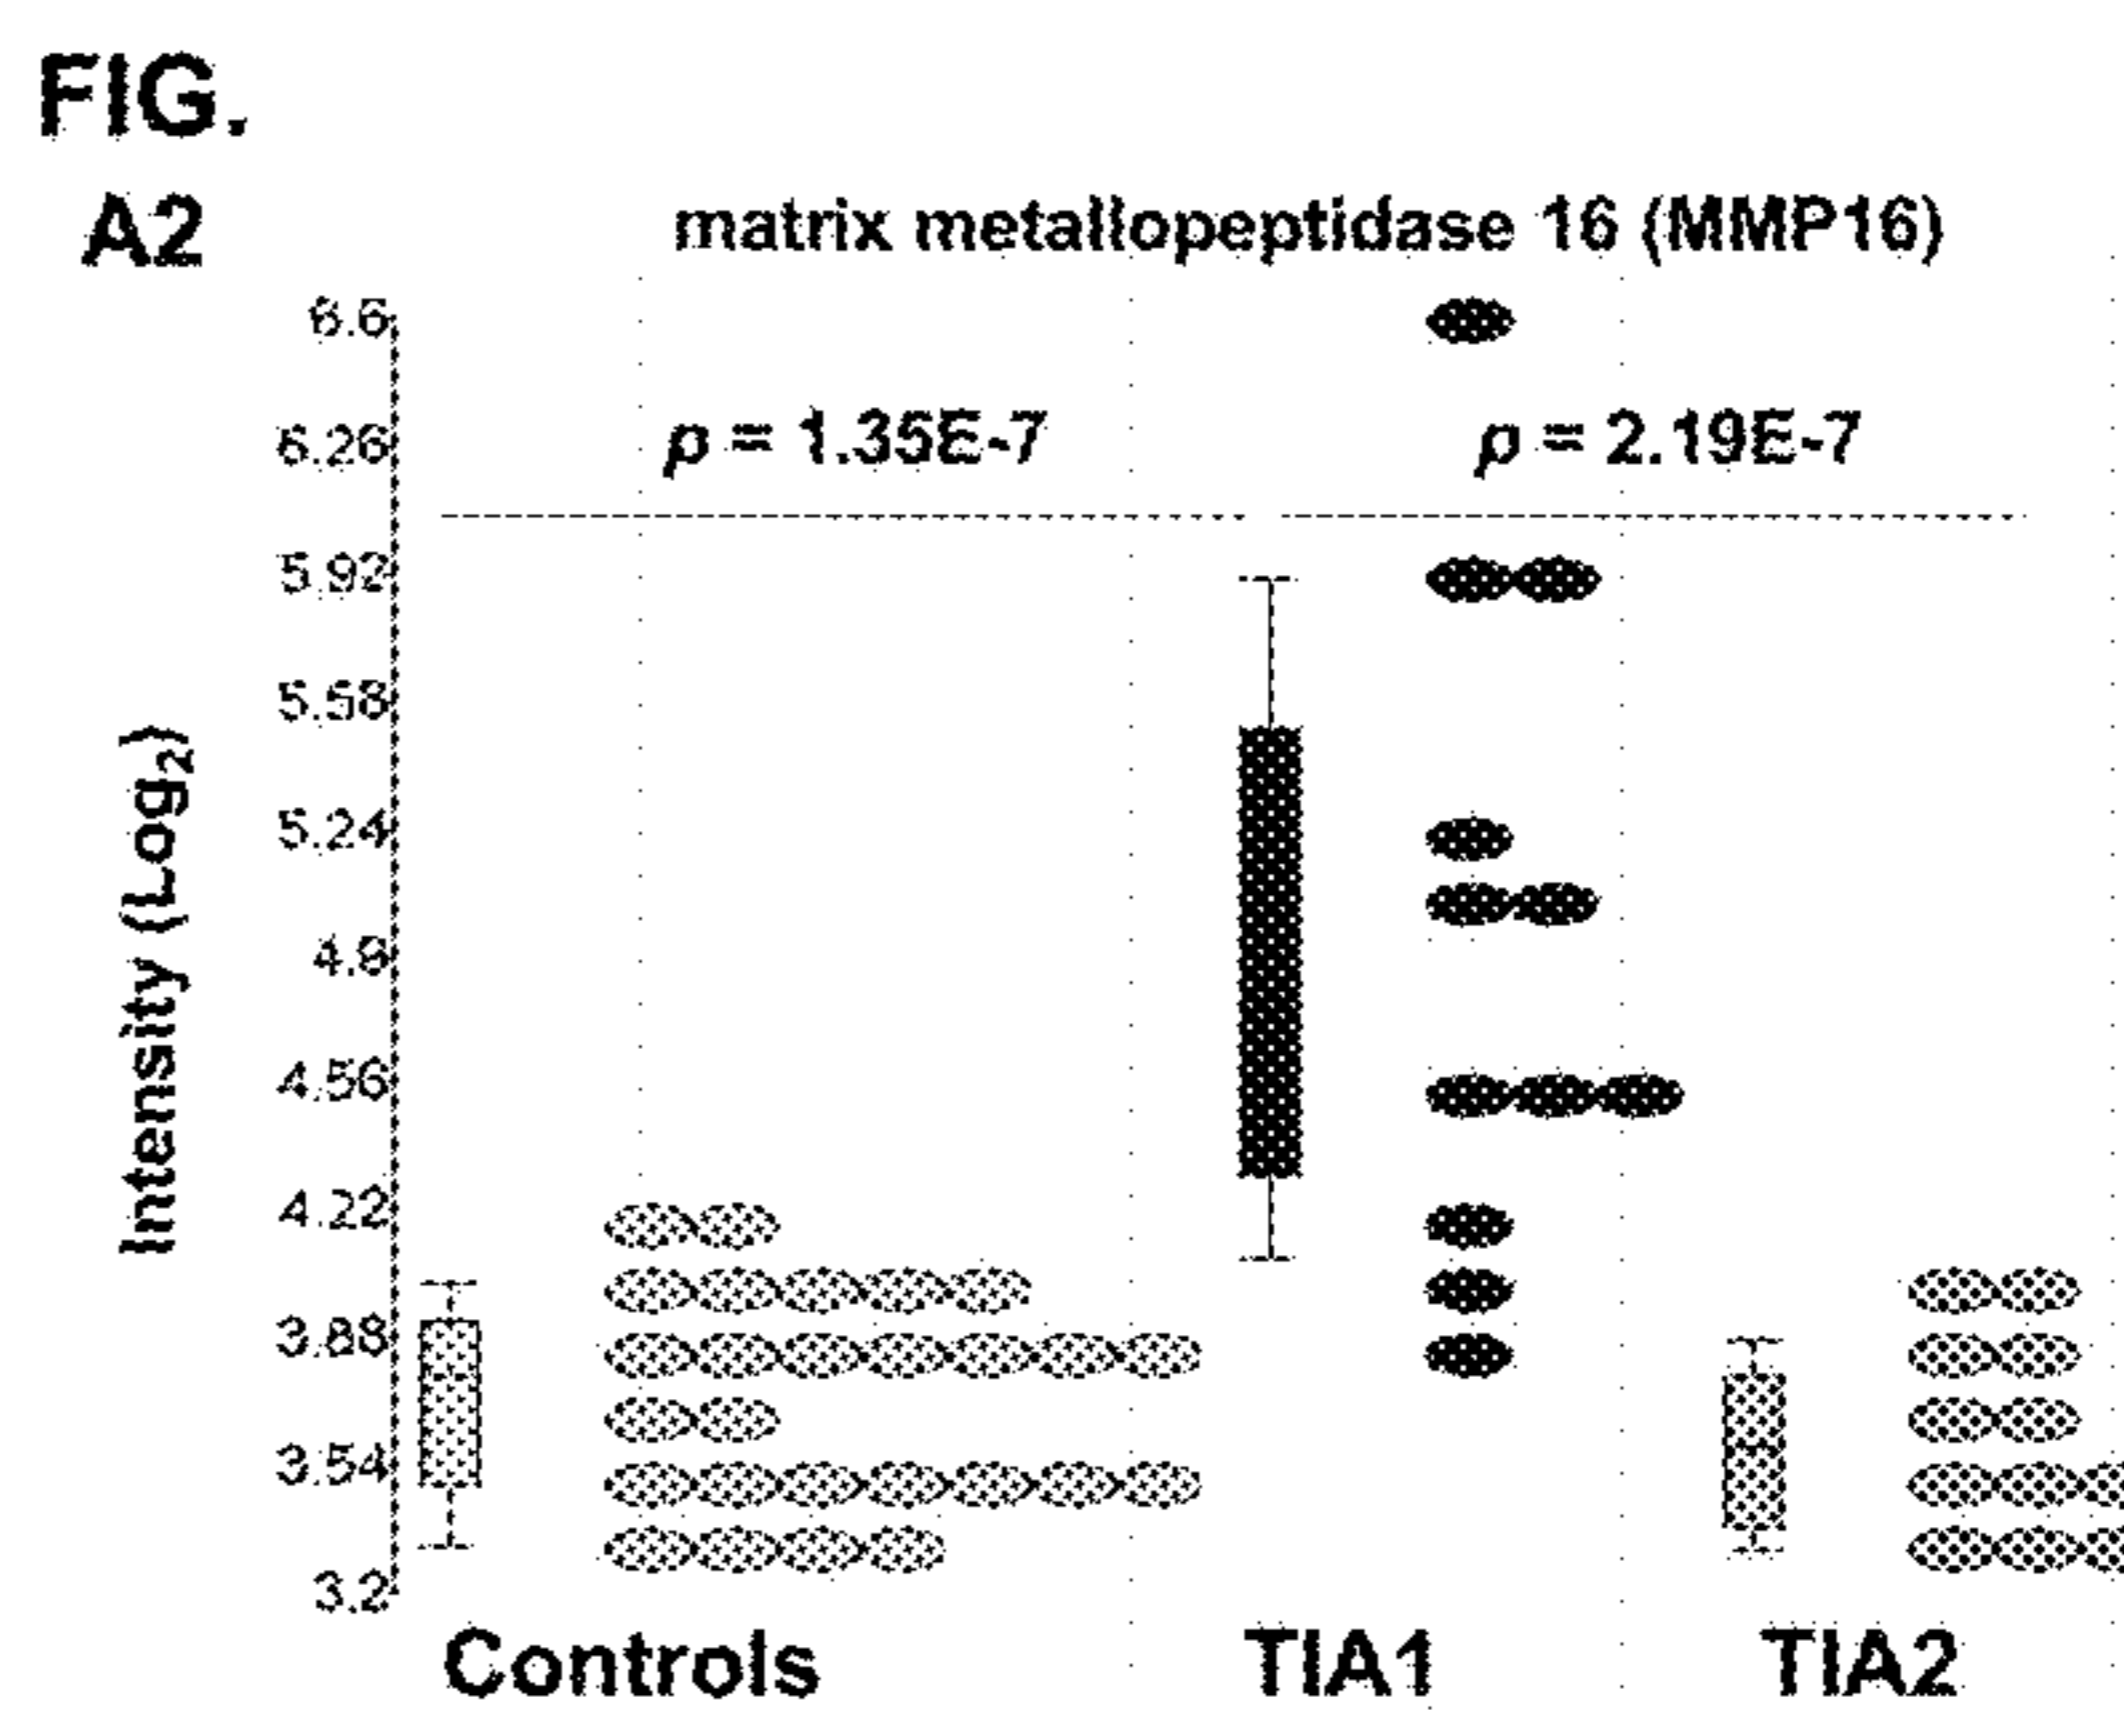 FIG.
A2
matrix metallopeptidase 16 (MMP16)
6.6
6.26
5.92
5.58
5.24
4.9
4.56
4.22
3.88
3.54
3.2
Intensity (Log₂)
p = 1.35E-7
p = 2.19E-7
Controls
TIA1
TIA2